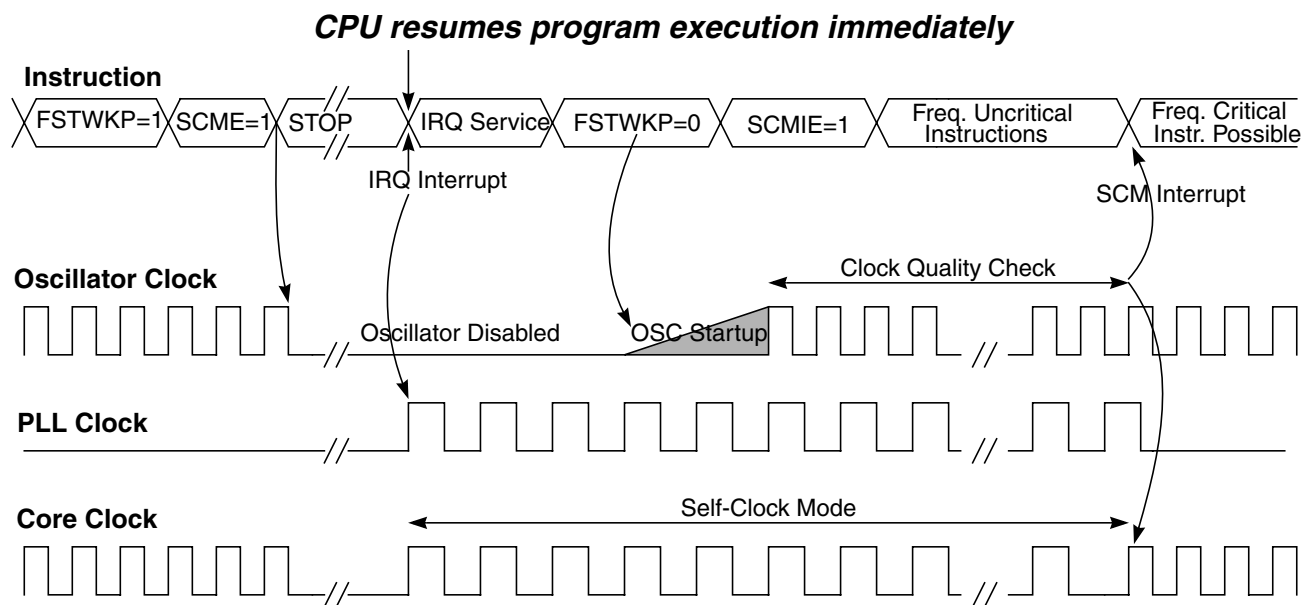 CPU resumes program execution immediately
Instruction
FSTWKP=1
SCME=1
STOP
IRQ Service
FSTWKP=0
SCMIE=1
Freq. Uncritical
Instructions
Freq. Critical
Instr. Possible
IRQ Interrupt
SCM Interrupt
Clock Quality Check
Oscillator Clock
Oscillator Disabled
OSC Startup
PLL Clock
Self-Clock Mode
Core Clock